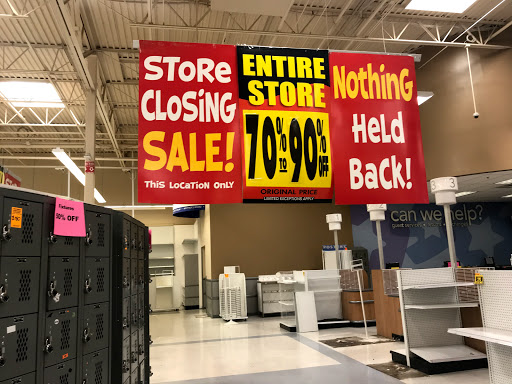 STORE
CLOSING
SALE!
THIS LOCATION ONLY
ENTIRE
STORE
70% TO 90% OFF
ORIGINAL PRICE
LIMITED EXCEPTIONS APPLY
NOTHING
HELD
BACK!
Fixtures
50% OFF
can we help?
3